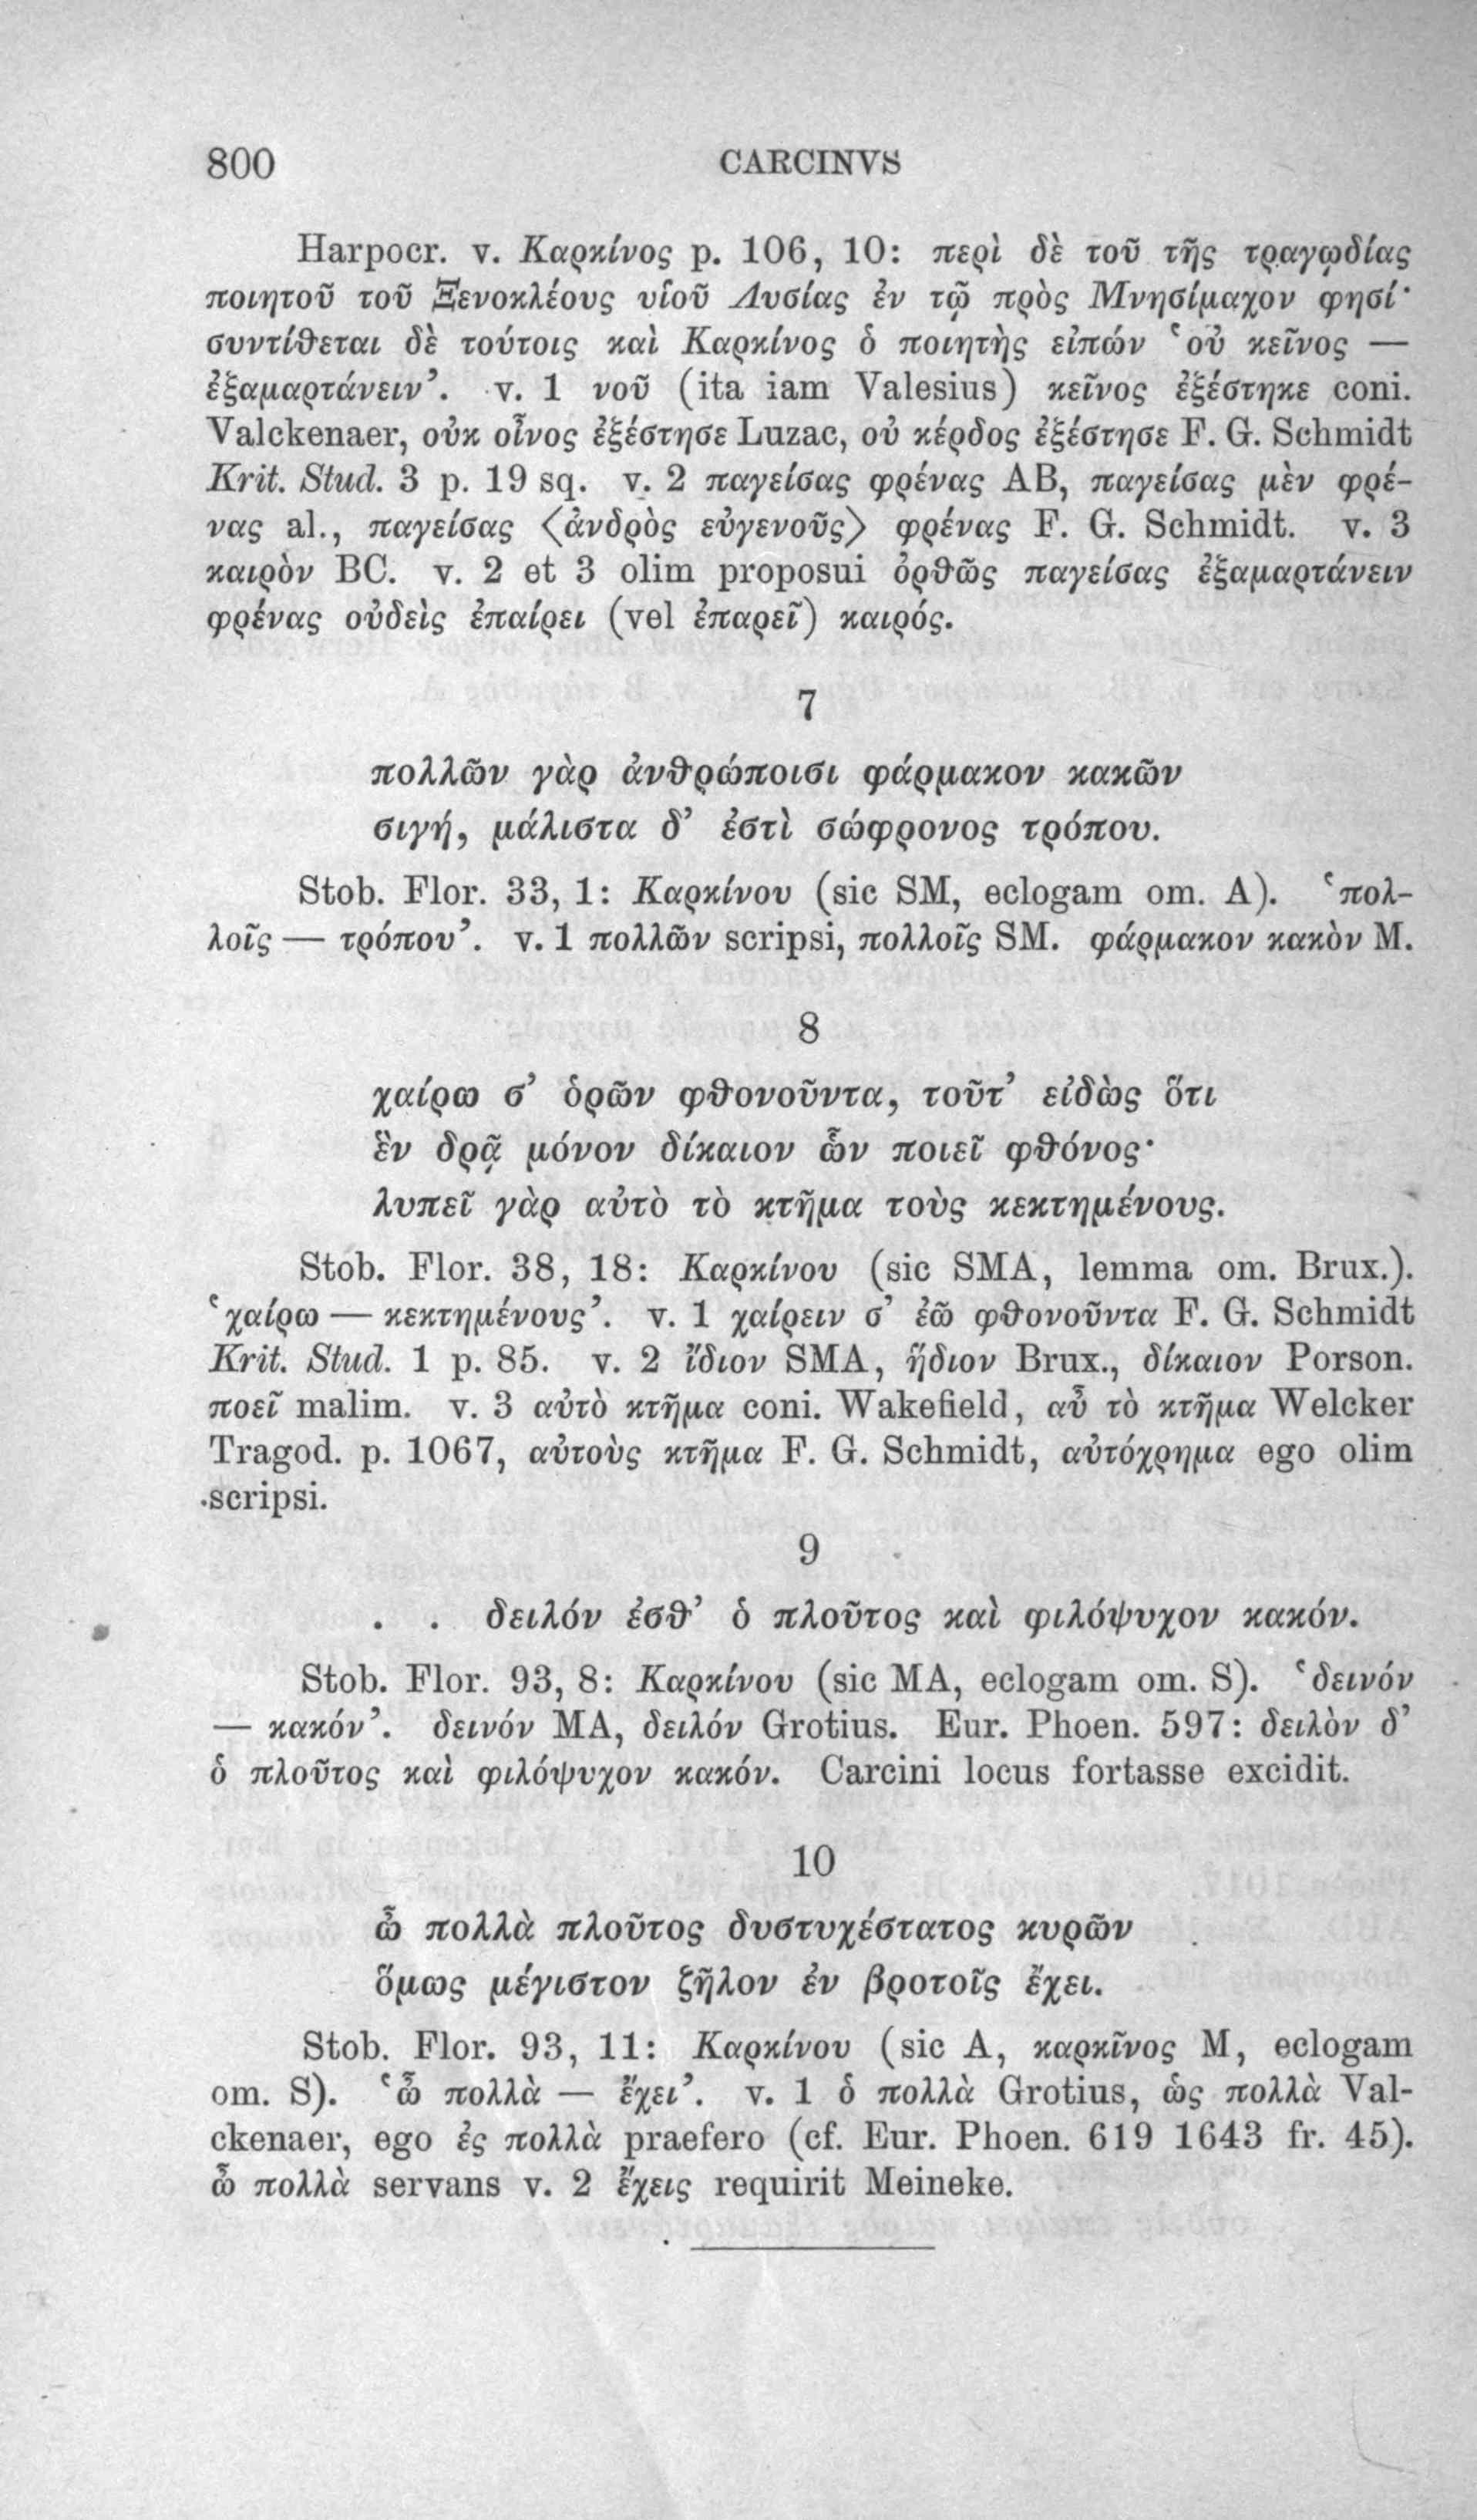 800 CARCINVS
Harpocr. v. Καρκίνος p. 106, 10: περὶ δὲ τοῦ τῆς τραγῳδίας
ποιητοῦ τοῦ Ξενοκλέους υἱοῦ Λυσίας ἐν τῷ πρὸς Μνησίμαχον φησί·
συντίθεται δὲ τούτοις καὶ Καρκίνος ὁ ποιητὴς εἰπών ‘οὐ κεῖνος —
ἐξαμαρτάνειν’. v. 1 νοῦ (ita iam Valesius) κεῖνος ἐξέστηκε coni.
Valckenaer, οὐκ οἶνος ἐξέστησε Luzac, οὐ κέρδος ἐξέστησε F. G. Schmidt
Krit. Stud. 3 p. 19 sq. v. 2 παγείσας φρένας AB, παγείσας μὲν φρέ-
νας al., παγείσας ⟨ἀνδρὸς εὐγενοῦς⟩ φρένας F. G. Schmidt. v. 3
καιρὸν BC. v. 2 et 3 olim proposui ὀρθῶς παγείσας ἐξαμαρτάνειν
φρένας οὐδεὶς ἐπαίρει (vel ἐπαρεῖ) καιρός.
7
πολλῶν γὰρ ἀνθρώποισι φάρμακον κακῶν
σιγή, μάλιστα δ’ ἐστὶ σώφρονος τρόπου.
Stob. Flor. 33, 1: Καρκίνου (sic SM, eclogam om. A). ‘πολ-
λοῖς — τρόπου’. v. 1 πολλῶν scripsi, πολλοῖς SM. φάρμακον κακὸν M.
8
χαίρω σ’ ὁρῶν φθονοῦντα, τοῦτ’ εἰδὼς ὅτι
ἓν δρᾷ μόνον δίκαιον ὧν ποιεῖ φθόνος·
λυπεῖ γὰρ αὐτὸ τὸ κτῆμα τοὺς κεκτημένους.
Stob. Flor. 38, 18: Καρκίνου (sic SMA, lemma om. Brux.).
‘χαίρω — κεκτημένους’. v. 1 χαίρειν σ’ ἐῶ φθονοῦντα F. G. Schmidt
Krit. Stud. 1 p. 85. v. 2 ἴδιον SMA, ἥδιον Brux., δίκαιον Porson.
ποεῖ malim. v. 3 αὐτὸ κτῆμα coni. Wakefield, αὖ τὸ κτῆμα Welcker
Tragod. p. 1067, αὐτοὺς κτῆμα F. G. Schmidt, αὐτόχρημα ego olim
scripsi.
9
. . δειλόν ἐσθ’ ὁ πλοῦτος καὶ φιλόψυχον κακόν.
Stob. Flor. 93, 8: Καρκίνου (sic MA, eclogam om. S). ‘δεινόν
— κακόν’. δεινόν MA, δειλόν Grotius. Eur. Phoen. 597: δειλὸν δ’
ὁ πλοῦτος καὶ φιλόψυχον κακόν. Carcini locus fortasse excidit.
10
ὦ πολλὰ πλοῦτος δυστυχέστατος κυρῶν
ὅμως μέγιστον ζῆλον ἐν βροτοῖς ἔχει.
Stob. Flor. 93, 11: Καρκίνου (sic A, καρκῖνος M, eclogam
om. S). ‘ὦ πολλὰ — ἔχει’. v. 1 ὁ πολλὰ Grotius, ὡς πολλὰ Val-
ckenaer, ego ἐς πολλὰ praefero (cf. Eur. Phoen. 619 1643 fr. 45).
ὦ πολλὰ servans v. 2 ἔχεις requirit Meineke.